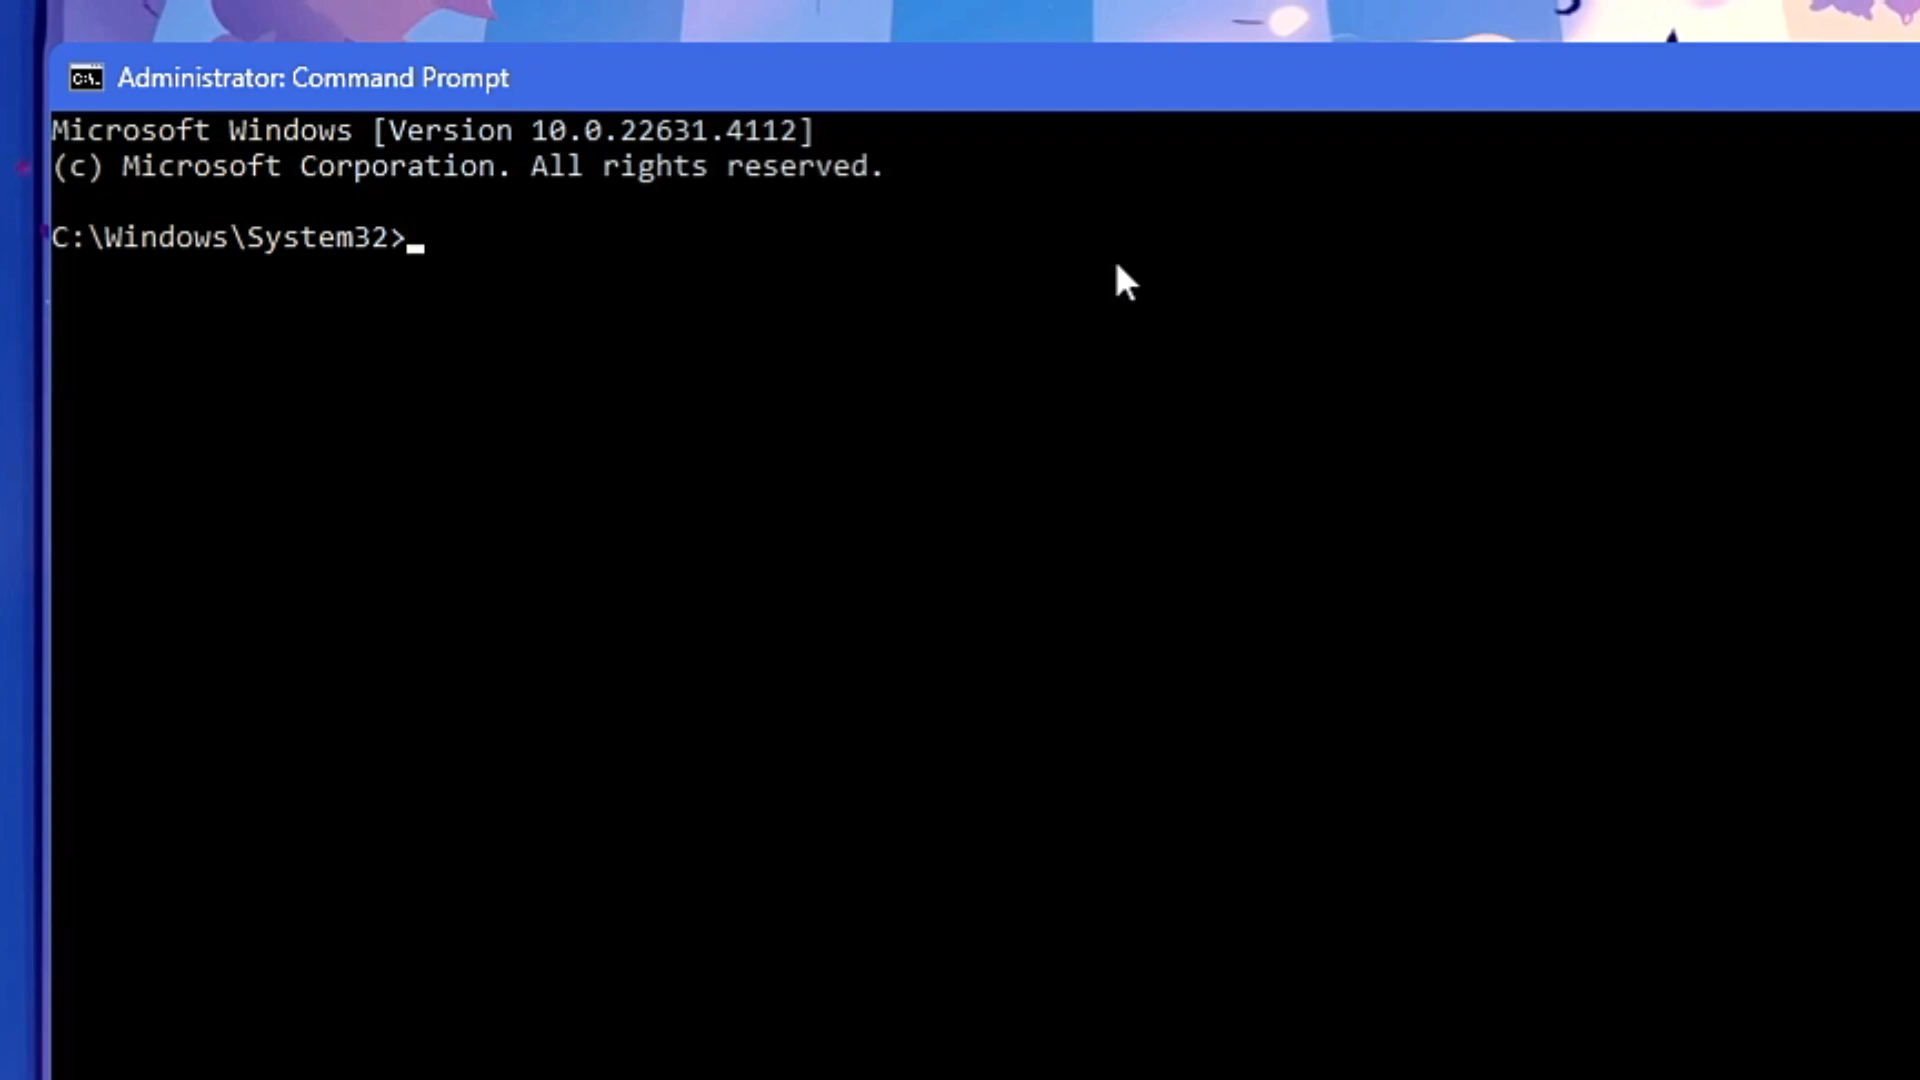 Administrator: Command Prompt
Microsoft Windows [Version 10.0.22631.4112]
(c) Microsoft Corporation. All rights reserved.
C:\Windows\System32>